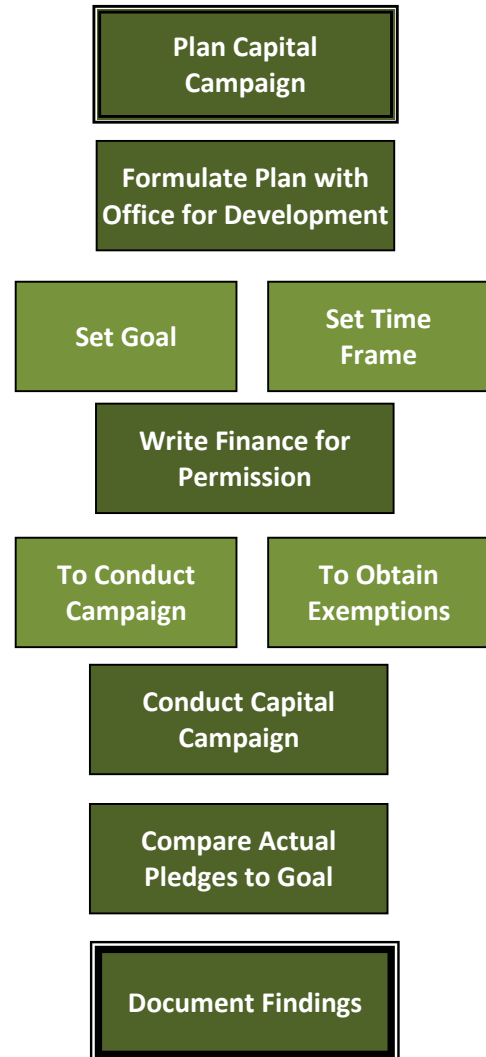 Plan Capital
Campaign
Formulate Plan with
Office for Development
Set Goal
Set Time
Frame
Write Finance for
Permission
To Conduct
Campaign
To Obtain
Exemptions
Conduct Capital
Campaign
Compare Actual
Pledges to Goal
Document Findings